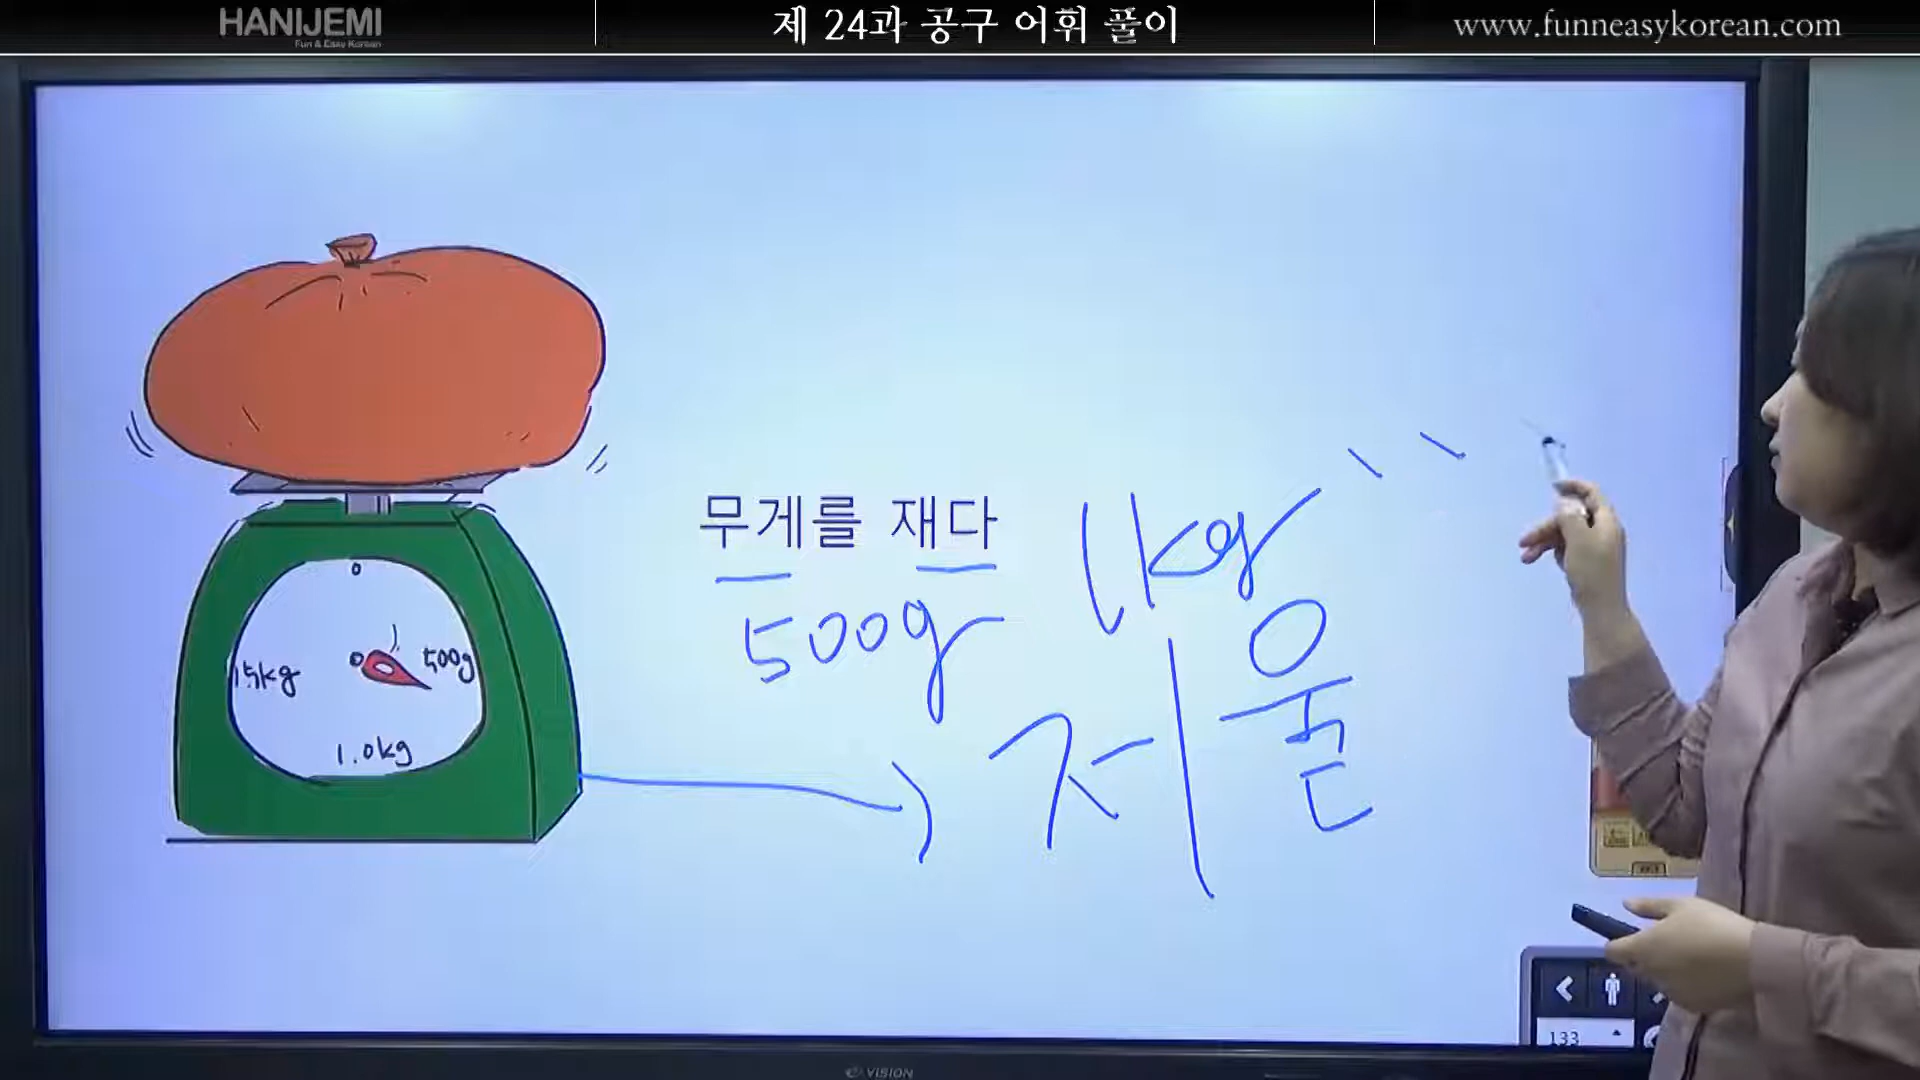 HANIJEMI
Fun & Easy Korean
제 24과 공구 어휘 풀이
www.funneasykorean.com
무게를 재다
1kg
500g
저울
0
0
500g
1.5kg
1.0kg
133
VISION